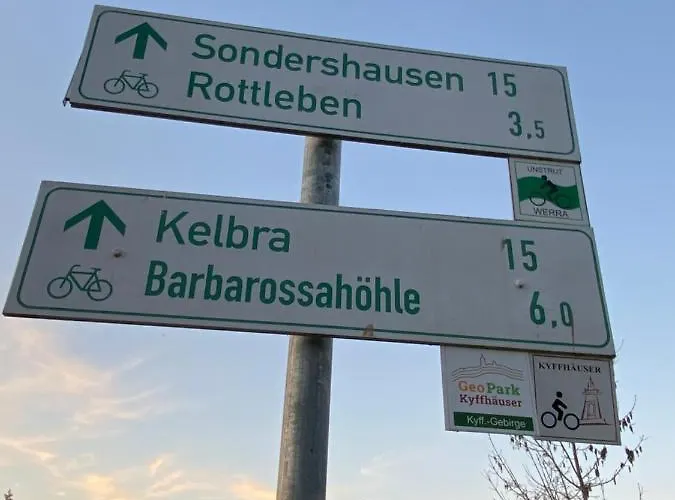 Sondershausen 15
Rottleben 3,5
UNSTRUT
WERRA
Kelbra 15
Barbarossahöhle 6,0
GeoPark
Kyffhäuser
Kyff.-Gebirge
KYFFHÄUSER